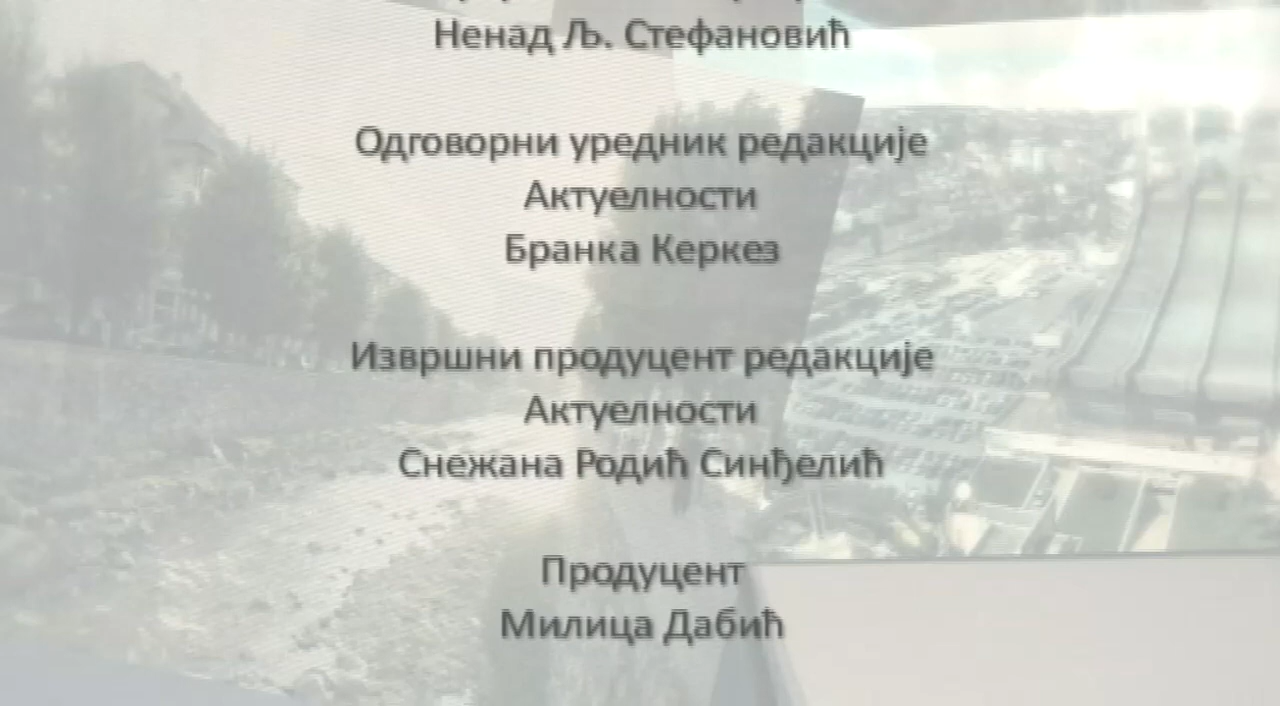 Ненад Љ. Стефановић
Одговорни уредник редакције
Актуелности
Бранка Керкез
Извршни продуцент редакције
Актуелности
Снежана Родић Синђелић
Продуцент
Милица Дабић